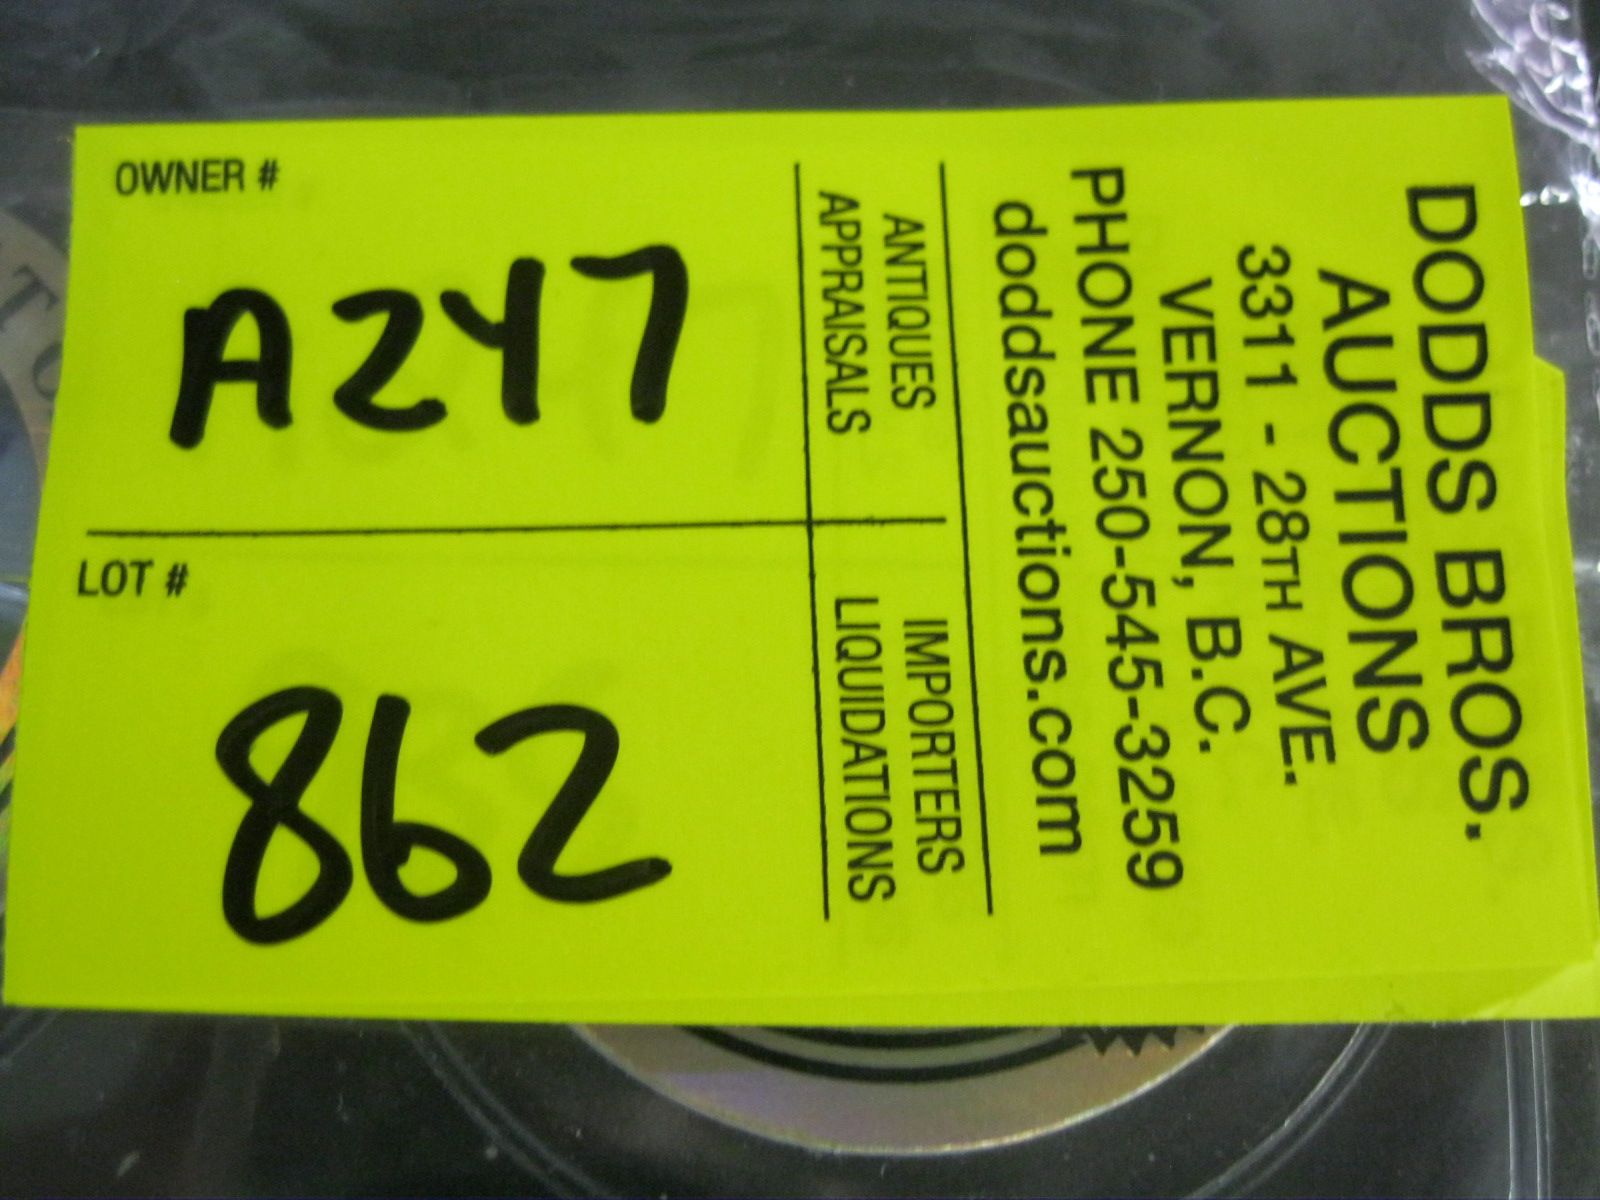 OWNER #
A247
LOT #
862
ANTIQUES
APPRAISALS
IMPORTERS
LIQUIDATIONS
DODDS BROS.
AUCTIONS
3311 - 28TH AVE.
VERNON, B.C.
PHONE 250-545-3259
doddsauctions.com